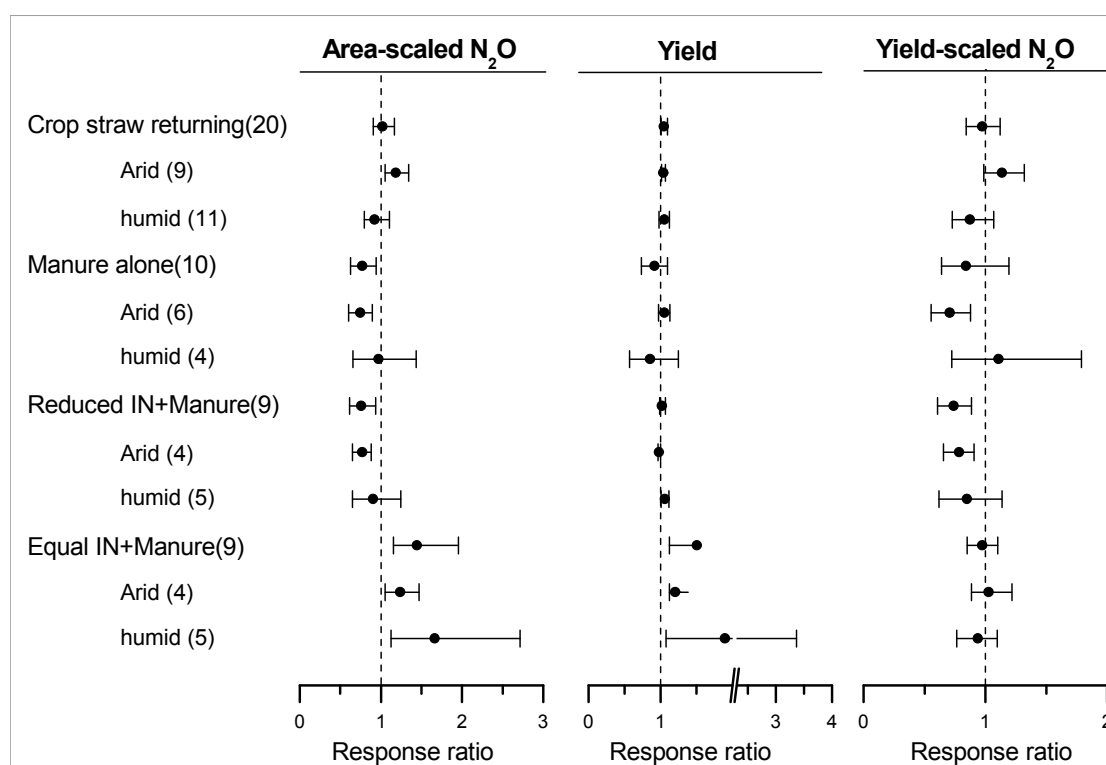 Area-scaled N₂O Yield Yield-scaled N₂O
Crop straw returning(20)
Arid (9)
humid (11)
Manure alone(10)
Arid (6)
humid (4)
Reduced IN+Manure(9)
Arid (4)
humid (5)
Equal IN+Manure(9)
Arid (4)
humid (5)
0 1 2 3 0 1 3 4 0 1 2
Response ratio Response ratio Response ratio